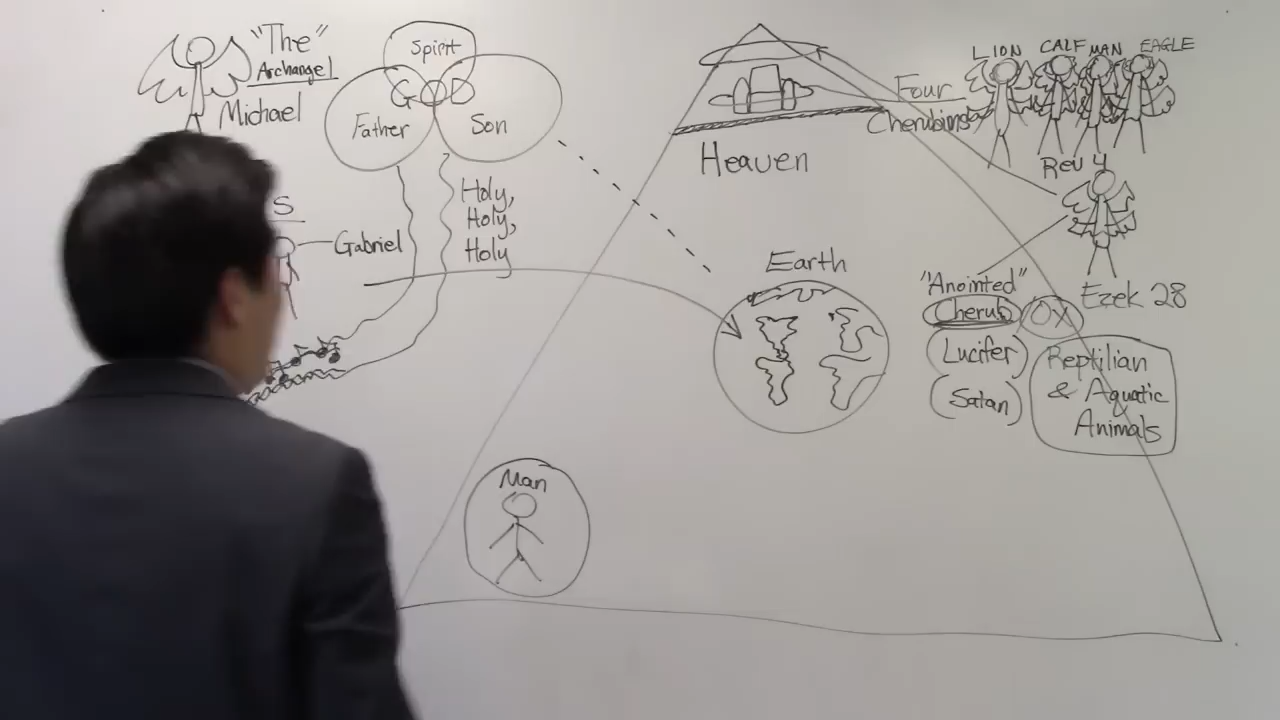 "The"
Archangel
Michael
Spirit
GOD
Father
Son
S
Gabriel
Holy,
Holy,
Holy
Man
Heaven
Earth
Four
Cherubims
LION
CALF
MAN
EAGLE
Rev 4
Ezek 28
"Anointed"
Cherub
OX
(Lucifer)
(Satan)
Reptilian
& Aquatic
Animals